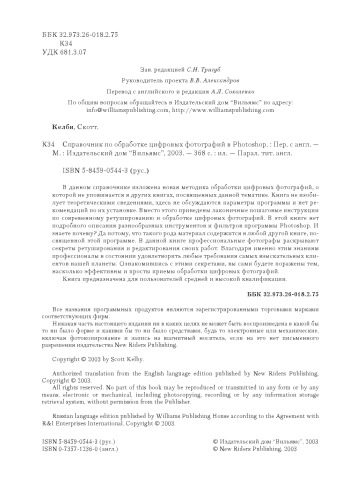 ББК 32.973.26-018.2.75
К34
УДК 681.3.07
Зав. редакцией С.Н. Тригуб
Руководитель проекта В.В. Александров
Перевод с английского и редакция А.Л. Соколенко
По общим вопросам обращайтесь в Издательский дом "Вильямс" по адресу:
info@williamspublishing.com, http://www.williamspublishing.com
Келби, Скотт.
К34 Справочник по обработке цифровых фотографий в Photoshop. : Пер. с англ. —
М. : Издательский дом "Вильямс", 2003. — 368 с. : ил. — Парал. тит. англ.
ISBN 5-8459-0544-3 (рус.)
В данном справочнике изложена новая методика обработки цифровых фотографий, о
которой не упоминается в других книгах, посвященных данной тематике. Книга не изоби-
лует теоретическими сведениями, здесь не обсуждаются параметры программы и нет ре-
комендаций по их установке. Вместо этого приведены лаконичные пошаговые инструкции
по современному ретушированию и обработке цифровых фотографий. В этой книге нет
подробного описания разнообразных инструментов и фильтров программы Photoshop. И
знаете почему? Да потому, что такого рода материал содержится в любой другой книге, по-
священной этой программе. В данной книге профессиональные фотографы раскрывают
секреты ретуширования и редактирования своих работ. Благодаря именно этим знаниям
профессионалы в состоянии удовлетворять любые требования самых взыскательных кли-
ентов нашей планеты. Ознакомившись с этими секретами, вы сами будете поражены тем,
насколько эффективны и просты приемы обработки цифровых фотографий.
Книга предназначена для пользователей средней и высокой квалификации.
ББК 32.973.26-018.2.75
Все названия программных продуктов являются зарегистрированными торговыми марками
соответствующих фирм.
Никакая часть настоящего издания ни в каких целях не может быть воспроизведена в какой бы
то ни было форме и какими бы то ни было средствами, будь то электронные или механические,
включая фотокопирование и запись на магнитный носитель, если на это нет письменного
разрешения издательства New Riders Publishing.
Copyright © 2003 by Scott Kelby.
Authorized translation from the English language edition published by New Riders Publishing,
Copyright © 2003.
All rights reserved. No part of this book may be reproduced or transmitted in any form or by any
means, electronic or mechanical, including photocopying, recording or by any information storage
retrieval system, without permission from the Publisher.
Russian language edition published by Williams Publishing House according to the Agreement with
R&I Enterprises International, Copyright © 2003.
ISBN 5-8459-0544-3 (рус.) © Издательский дом "Вильямс", 2003
ISBN 0-7357-1236-0 (англ.) © New Riders Publishing, 2003